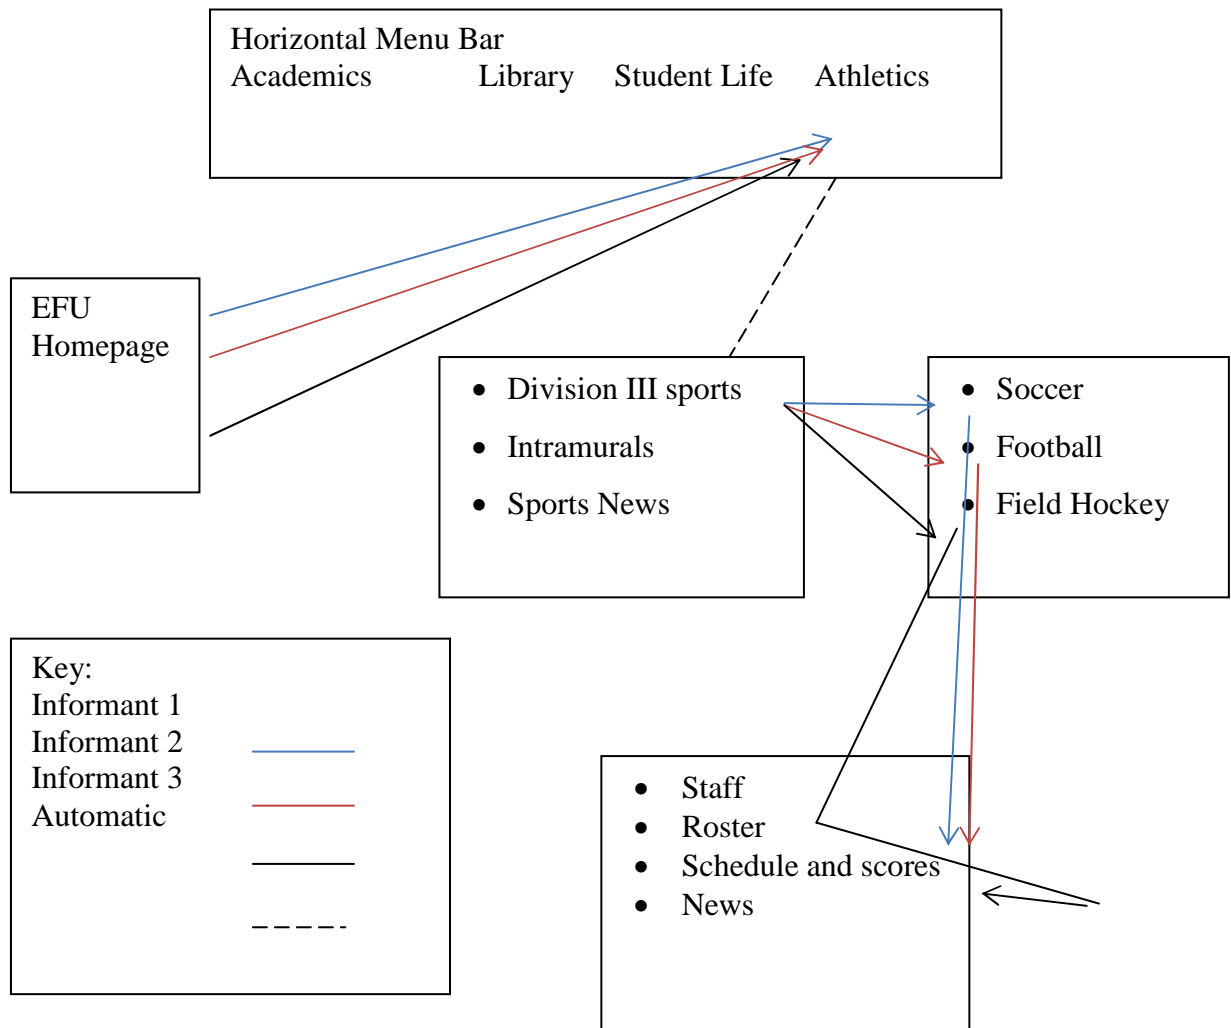 Horizontal Menu Bar
Academics Library Student Life Athletics
EFU
Homepage
• Division III sports
• Intramurals
• Sports News
• Soccer
• Football
• Field Hockey
Key:
Informant 1
Informant 2
Informant 3
Automatic
• Staff
• Roster
• Schedule and scores
• News